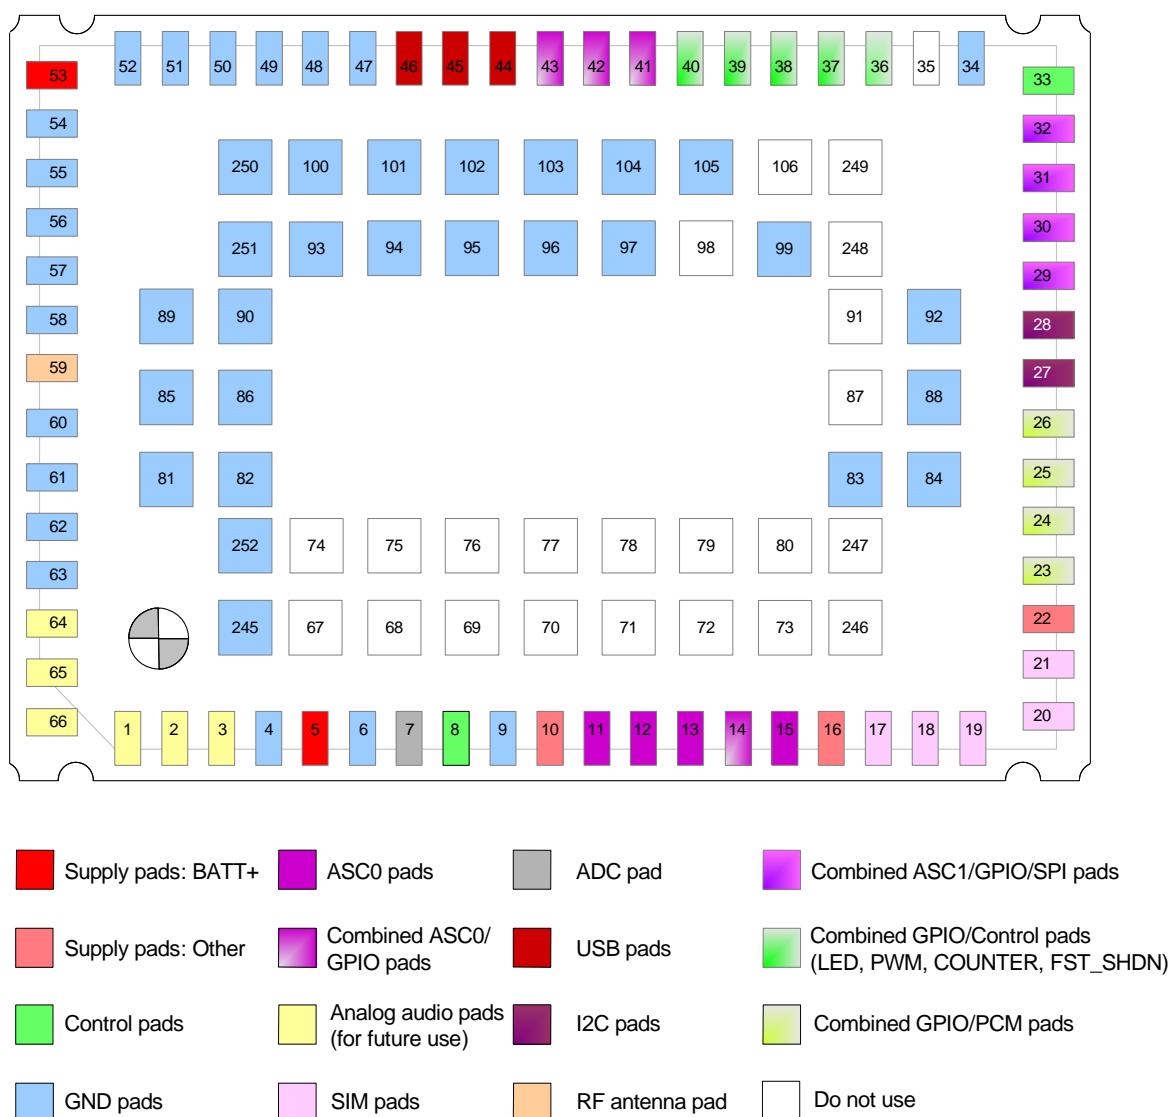 52 51 50 49 48 47 46 45 44 43 42 41 40 39 38 37 36 35 34
53 33
54 32
55 31
56 30
57 29
58 28
59 27
60 26
61 25
62 24
63 23
64 22
65 21
66 20
250 100 101 102 103 104 105 106 249
251 93 94 95 96 97 98 99 248
89 90 91 92
85 86 87 88
81 82 83 84
252 74 75 76 77 78 79 80 247
245 67 68 69 70 71 72 73 246
1 2 3 4 5 6 7 8 9 10 11 12 13 14 15 16 17 18 19
Supply pads: BATT+
ASC0 pads
ADC pad
Combined ASC1/GPIO/SPI pads
Supply pads: Other
Combined ASC0/
GPIO pads
USB pads
Combined GPIO/Control pads
(LED, PWM, COUNTER, FST_SHDN)
Control pads
Analog audio pads
(for future use)
I2C pads
Combined GPIO/PCM pads
GND pads
SIM pads
RF antenna pad
Do not use